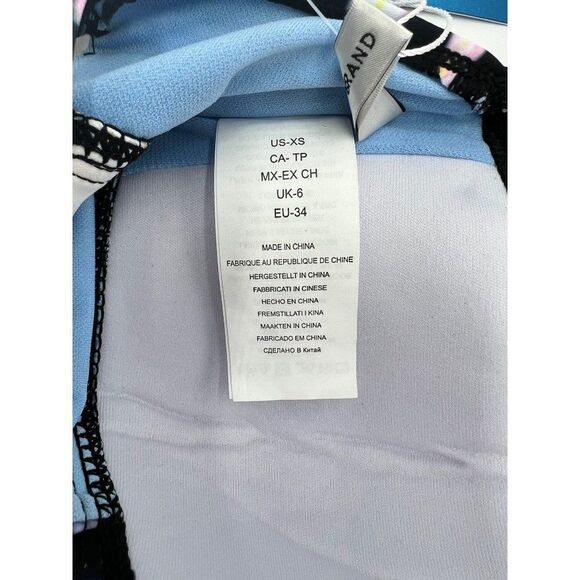 BRAND
US-XS
CA- TP
MX-EX CH
UK-6
EU-34
MADE IN CHINA
FABRIQUE AU REPUBLIQUE DE CHINE
HERGESTELLT IN CHINA
FABBRICATI IN CINESE
HECHO EN CHINA
FREMSTILLATI I KINA
MAAKTEN IN CHINA
FABRICADO EM CHINA
СДЕЛАНО В Китай